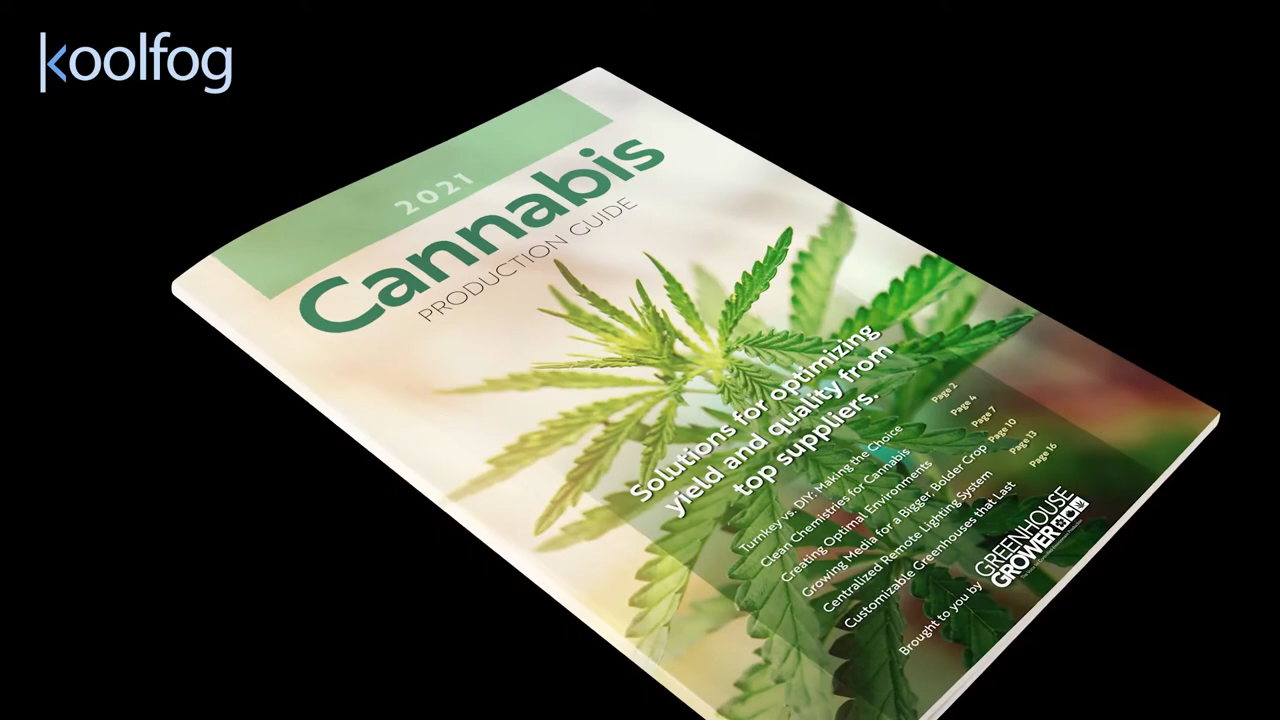 koolfog
2021
Cannabis
PRODUCTION GUIDE
Solutions for optimizing
yield and quality from
top suppliers.
Turnkey vs. DIY: Making the Choice Page 2
Clean Chemistries for Cannabis Page 4
Creating Optimal Environments Page 7
Growing Media for a Bigger, Bolder Crop Page 10
Centralized Remote Lighting System Page 13
Customizable Greenhouses that Last Page 16
Brought to you by
GREENHOUSE
GROWER